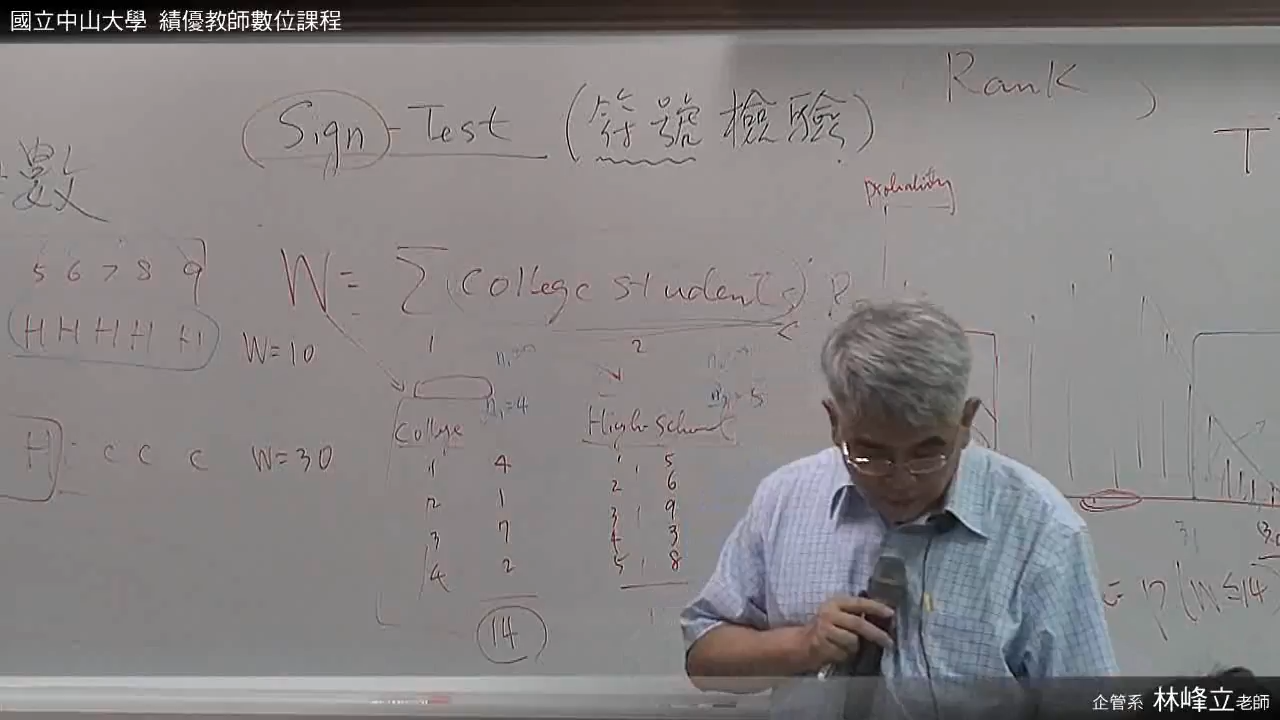 國立中山大學 績優教師數位課程
Rank )
Sign-Test (符號檢驗)
T
數
Probability
5 6 7 8 9
W = Σ (College students)
H H H H H
W=10
1 2
n₁=4
College High-School
H C C C W=30
1 4 1 5
2 1 2 6
3 7 3 9
4 2 4 3
5 8
14
= P(W≤14
企管系 林峰立老師